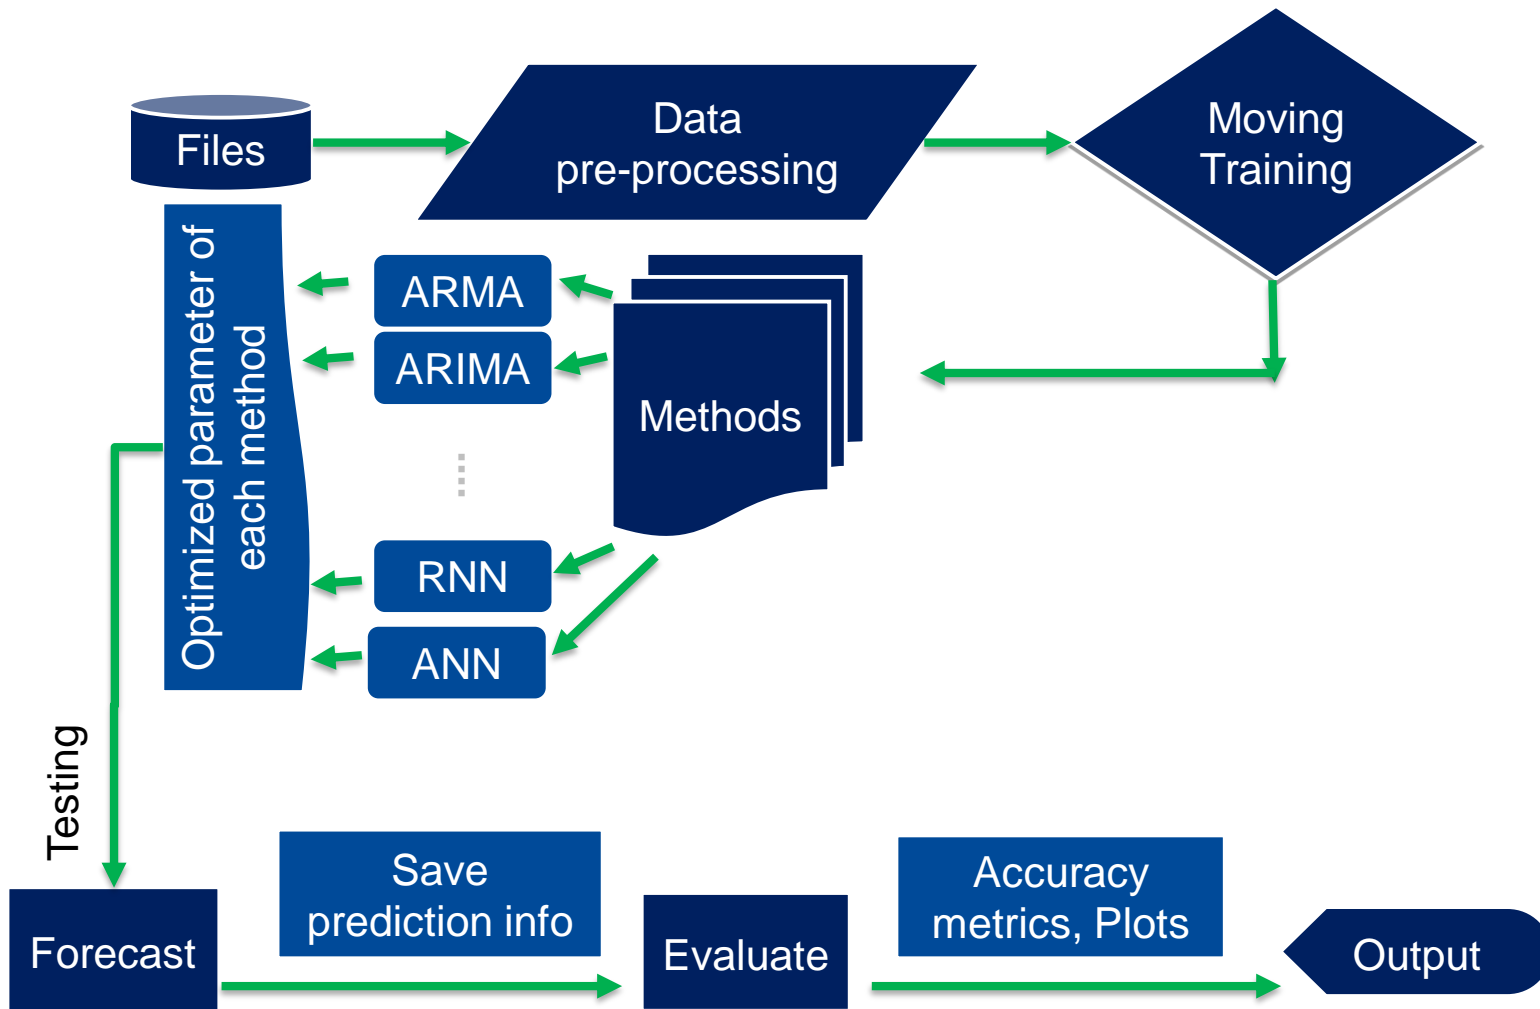 Files
Data
pre-processing
Moving
Training
Optimized parameter of
each method
ARMA
ARIMA
RNN
ANN
Methods
Testing
Forecast
Save
prediction info
Evaluate
Accuracy
metrics, Plots
Output